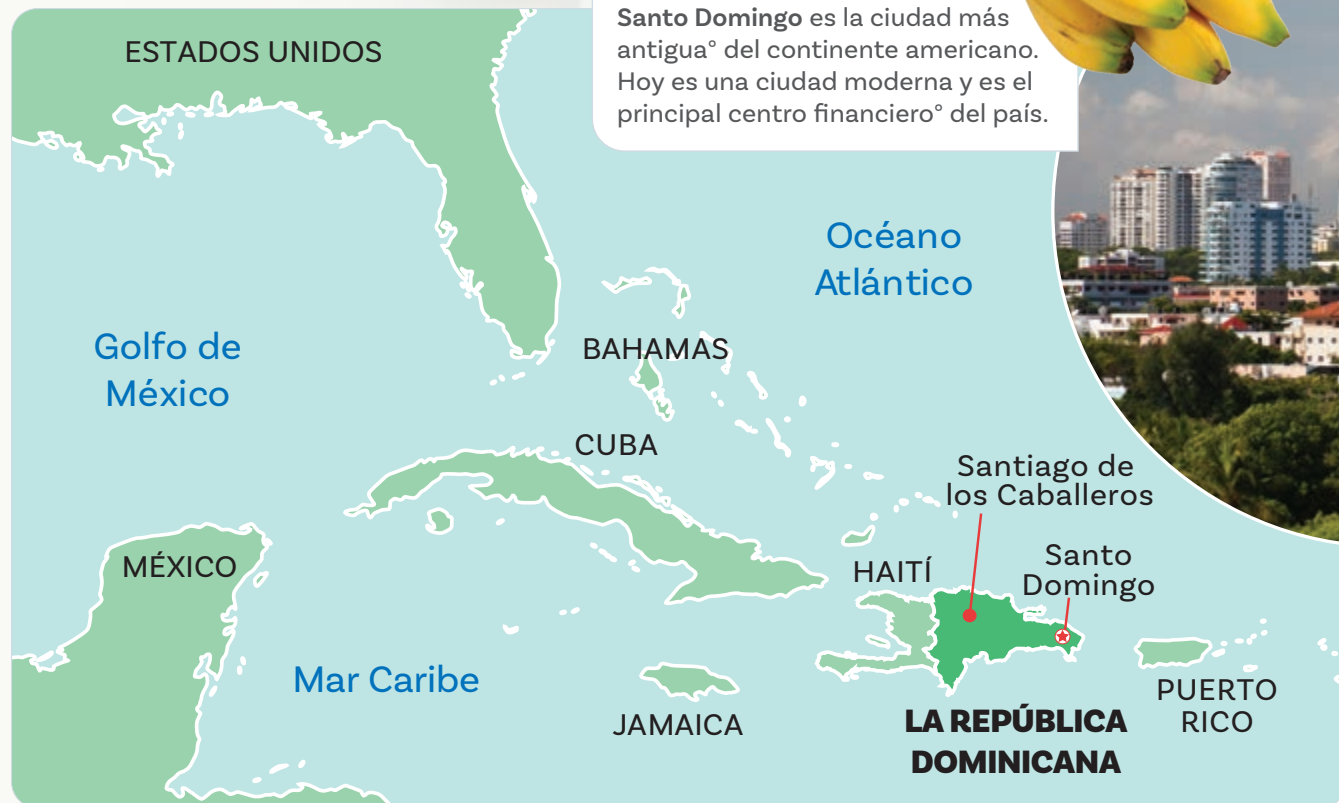 Santo Domingo es la ciudad más
antigua° del continente americano.
Hoy es una ciudad moderna y es el
principal centro financiero° del país.
ESTADOS UNIDOS
Océano
Atlántico
Golfo de
México
BAHAMAS
CUBA
Santiago de
los Caballeros
MÉXICO
HAITÍ
Santo
Domingo
Mar Caribe
JAMAICA
PUERTO
RICO
LA REPÚBLICA
DOMINICANA